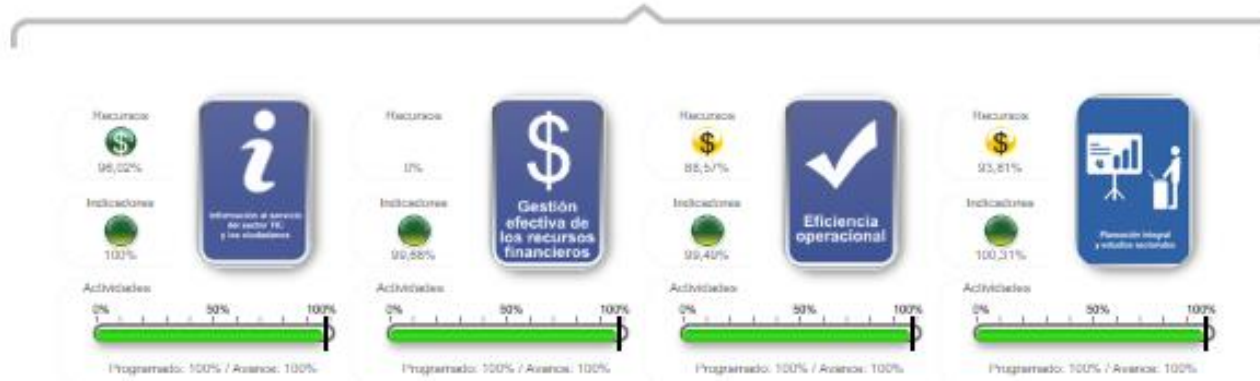 Recursos
$
96,02%
Indicadores
100%
Información al servicio
del sector TIC
y los ciudadanos
Actividades
0% 50% 100%
Programado: 100% / Avance: 100%
Recursos
0%
Indicadores
99,68%
$
Gestión
efectiva de
los recursos
financieros
Actividades
0% 50% 100%
Programado: 100% / Avance: 100%
Recursos
$
88,57%
Indicadores
99,49%
Eficiencia
operacional
Actividades
0% 50% 100%
Programado: 100% / Avance: 100%
Recursos
$
93,81%
Indicadores
100,31%
Planeación integral
y estudios sectoriales
Actividades
0% 50% 100%
Programado: 100% / Avance: 100%